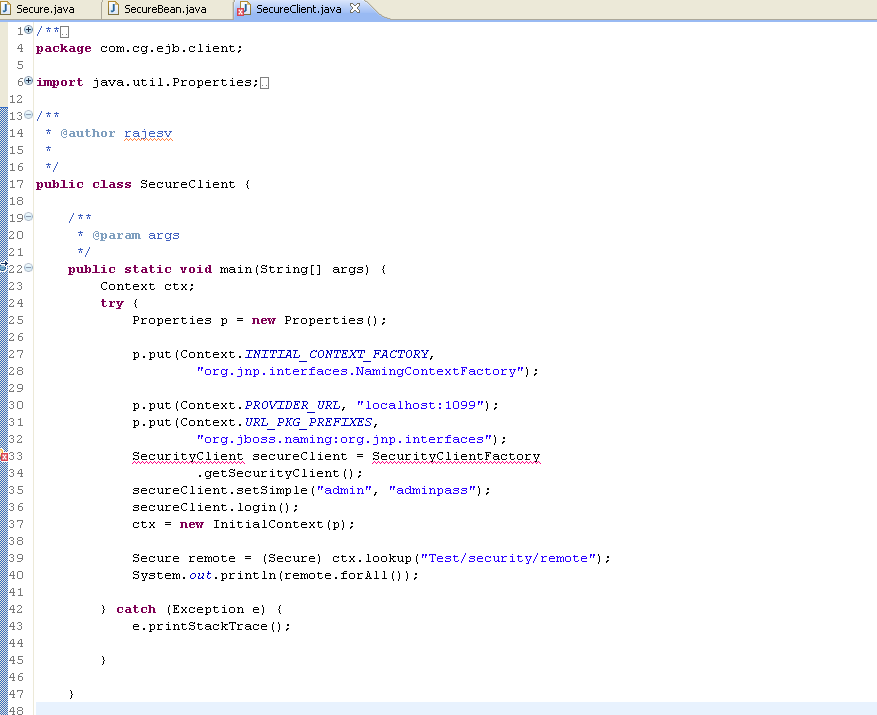 Secure.java SecureBean.java SecureClient.java
1 /**
4 package com.cg.ejb.client;
5
6 import java.util.Properties;
12
13 /**
14  * @author rajesv
15  *
16  */
17 public class SecureClient {
18
19     /**
20      * @param args
21      */
22     public static void main(String[] args) {
23         Context ctx;
24         try {
25             Properties p = new Properties();
26
27             p.put(Context.INITIAL_CONTEXT_FACTORY,
28                     "org.jnp.interfaces.NamingContextFactory");
29
30             p.put(Context.PROVIDER_URL, "localhost:1099");
31             p.put(Context.URL_PKG_PREFIXES,
32                     "org.jboss.naming:org.jnp.interfaces");
33             SecurityClient secureClient = SecurityClientFactory
34                     .getSecurityClient();
35             secureClient.setSimple("admin", "adminpass");
36             secureClient.login();
37             ctx = new InitialContext(p);
38
39             Secure remote = (Secure) ctx.lookup("Test/security/remote");
40             System.out.println(remote.forAll());
41
42         } catch (Exception e) {
43             e.printStackTrace();
44
45         }
46
47     }
48